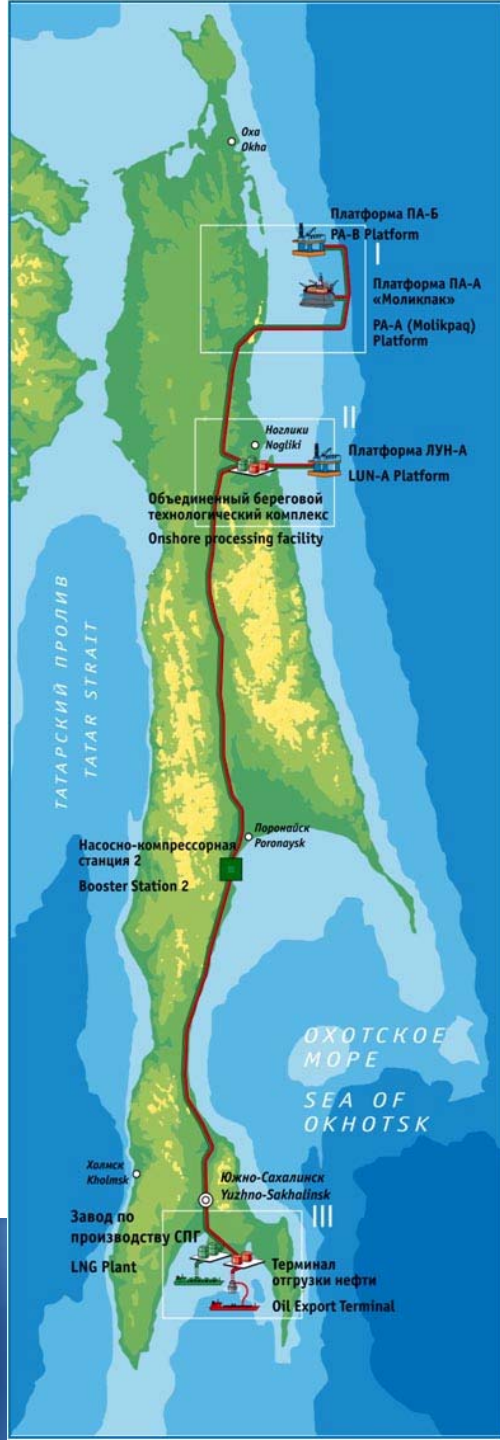 Оха
Okha
Платформа ПА-Б
PA-B Platform
I
Платформа ПА-А
«Моликпак»
PA-A (Molikpaq)
Platform
II
Ноглики
Nogliki
Платформа ЛУН-А
LUN-A Platform
Объединенный береговой
технологический комплекс
Onshore processing facility
ТАТАРСКИЙ ПРОЛИВ
TATAR STRAIT
Поронайск
Poronaysk
Насосно-компрессорная
станция 2
Booster Station 2
ОХОТСКОЕ
МОРЕ
SEA OF
OKHOTSK
Холмск
Kholmsk
Южно-Сахалинск
Yuzhno-Sakhalinsk
III
Завод по
производству СПГ
LNG Plant
Терминал
отгрузки нефти
Oil Export Terminal